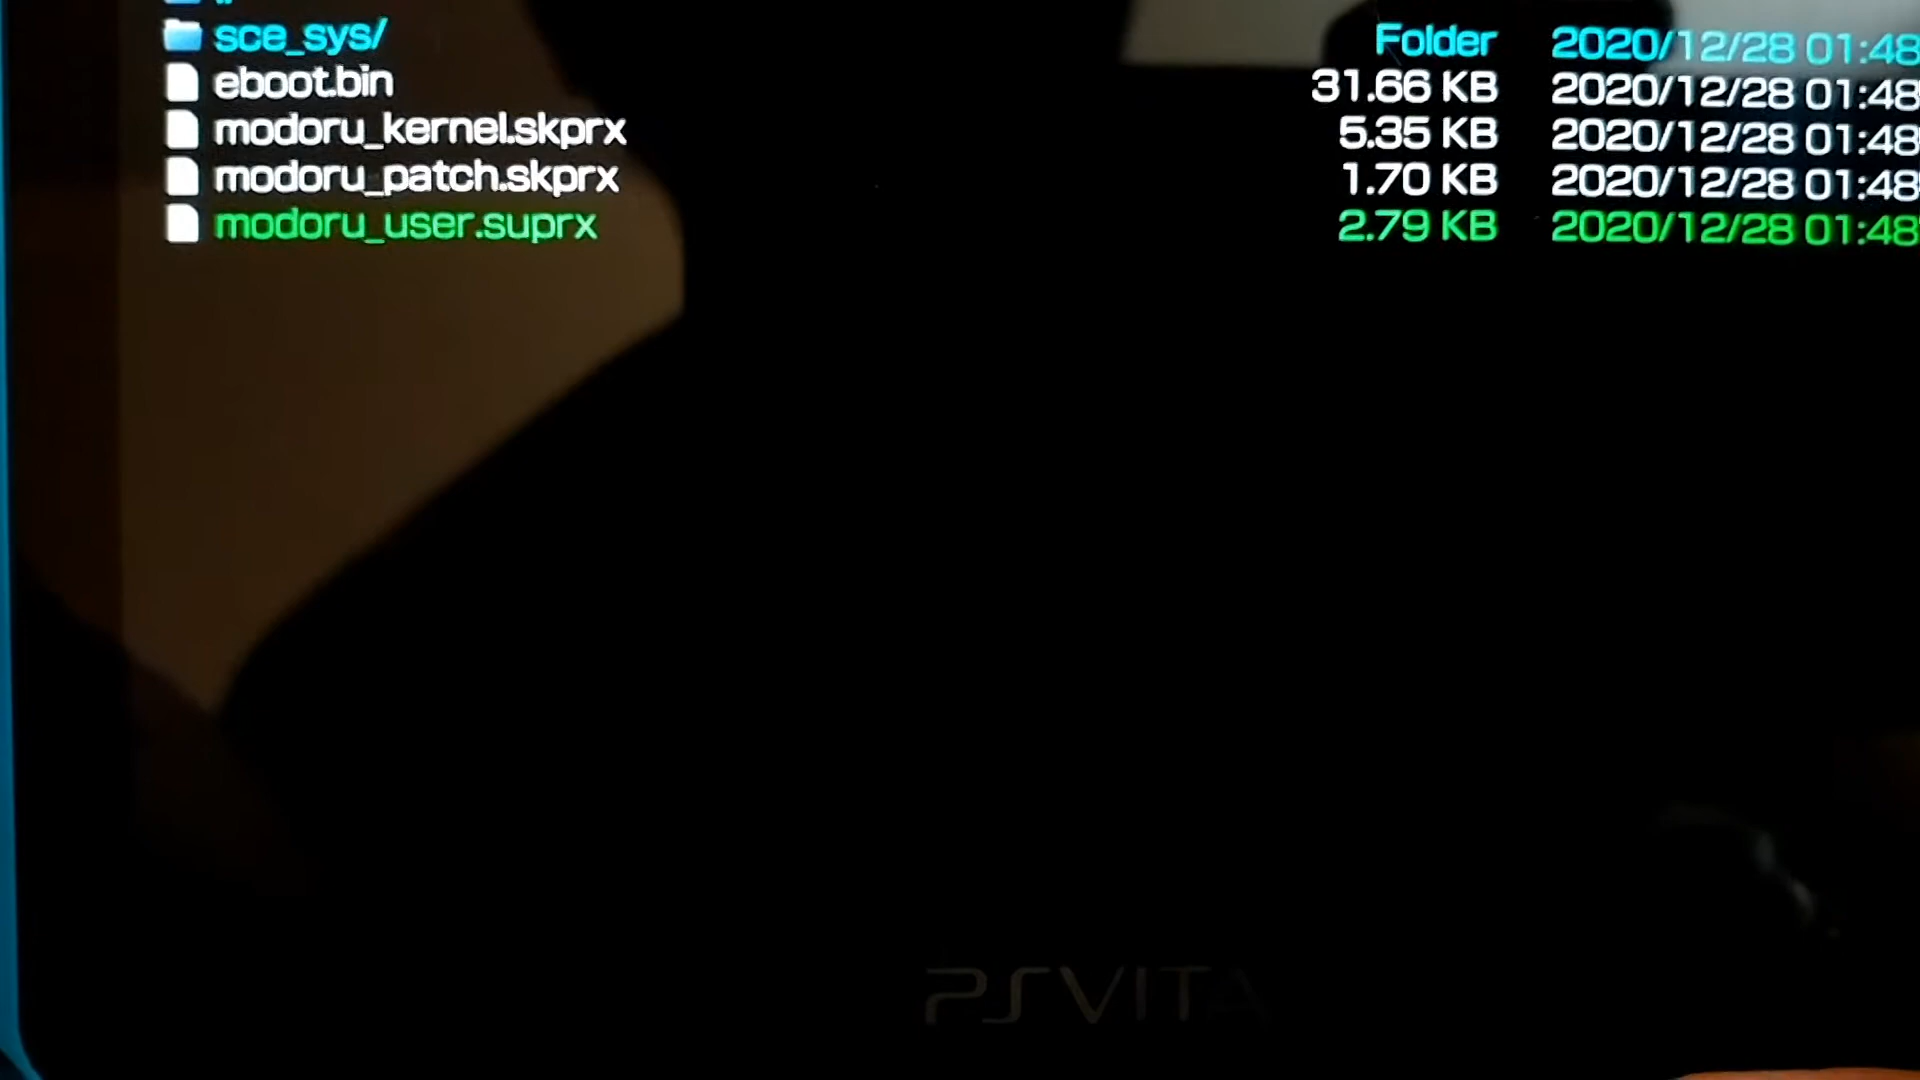 ..
sce_sys/ Folder 2020/12/28 01:48
eboot.bin 31.66 KB 2020/12/28 01:48
modoru_kernel.skprx 5.35 KB 2020/12/28 01:48
modoru_patch.skprx 1.70 KB 2020/12/28 01:48
modoru_user.suprx 2.79 KB 2020/12/28 01:48
PSVITA